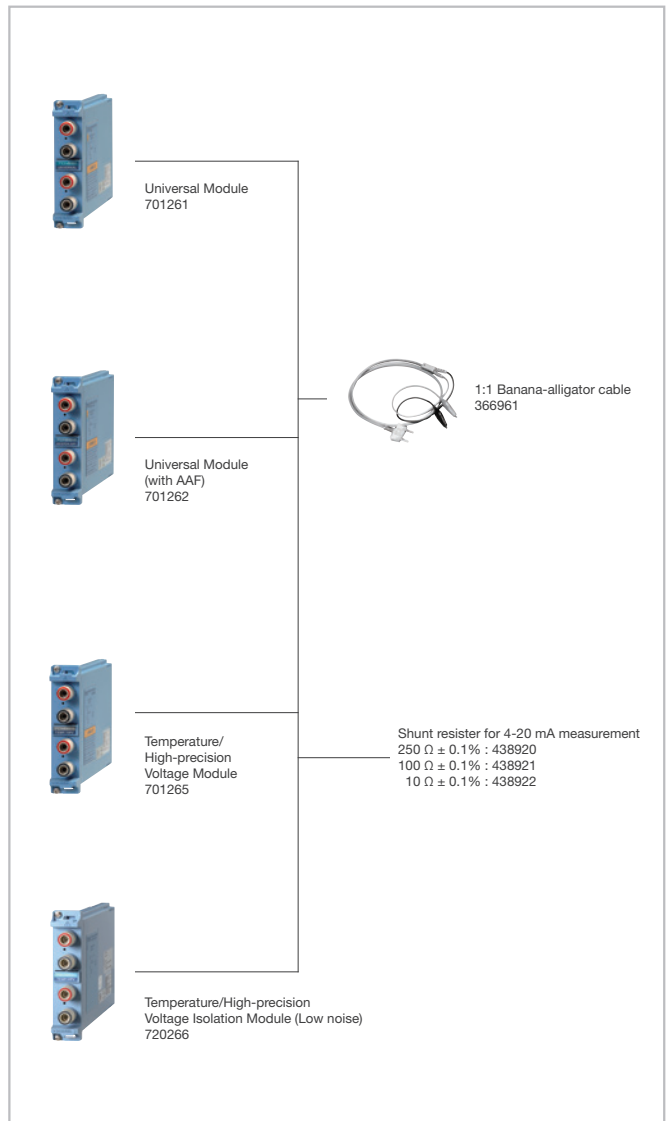 Universal Module
701261
1:1 Banana-alligator cable
366961
Universal Module
(with AAF)
701262
Temperature/
High-precision
Voltage Module
701265
Shunt resister for 4-20 mA measurement
250 Ω ± 0.1% : 438920
100 Ω ± 0.1% : 438921
10 Ω ± 0.1% : 438922
Temperature/High-precision
Voltage Isolation Module (Low noise)
720266